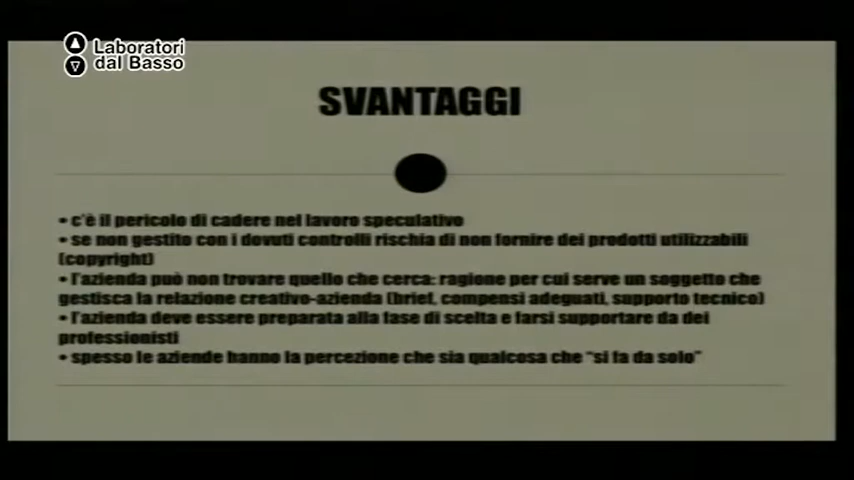 Laboratori
dal Basso
SVANTAGGI
• c'è il pericolo di cadere nel lavoro speculativo
• se non gestito con i dovuti controlli rischia di non fornire dei prodotti utilizzabili
(copyright)
• l'azienda può non trovare quello che cerca: ragione per cui serve un soggetto che
gestisca la relazione creativo-azienda (brief, compensi adeguati, supporto tecnico)
• l'azienda deve essere preparata alla fase di scelta e farsi supportare da dei
professionisti
• spesso le aziende hanno la percezione che sia qualcosa che "si fa da solo"